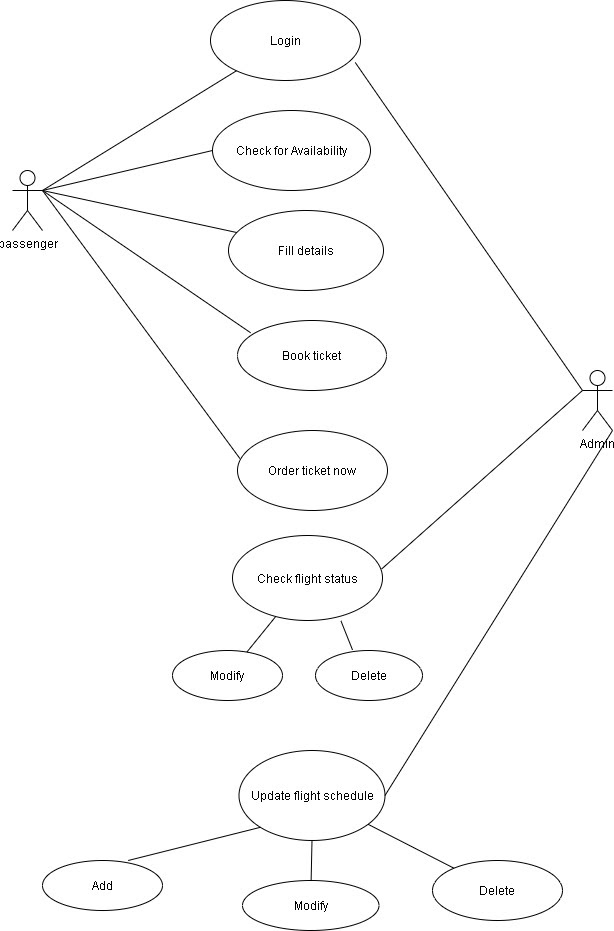 Login
Check for Availability
passenger
Fill details
Book ticket
Admin
Order ticket now
Check flight status
Modify
Delete
Update flight schedule
Add
Modify
Delete